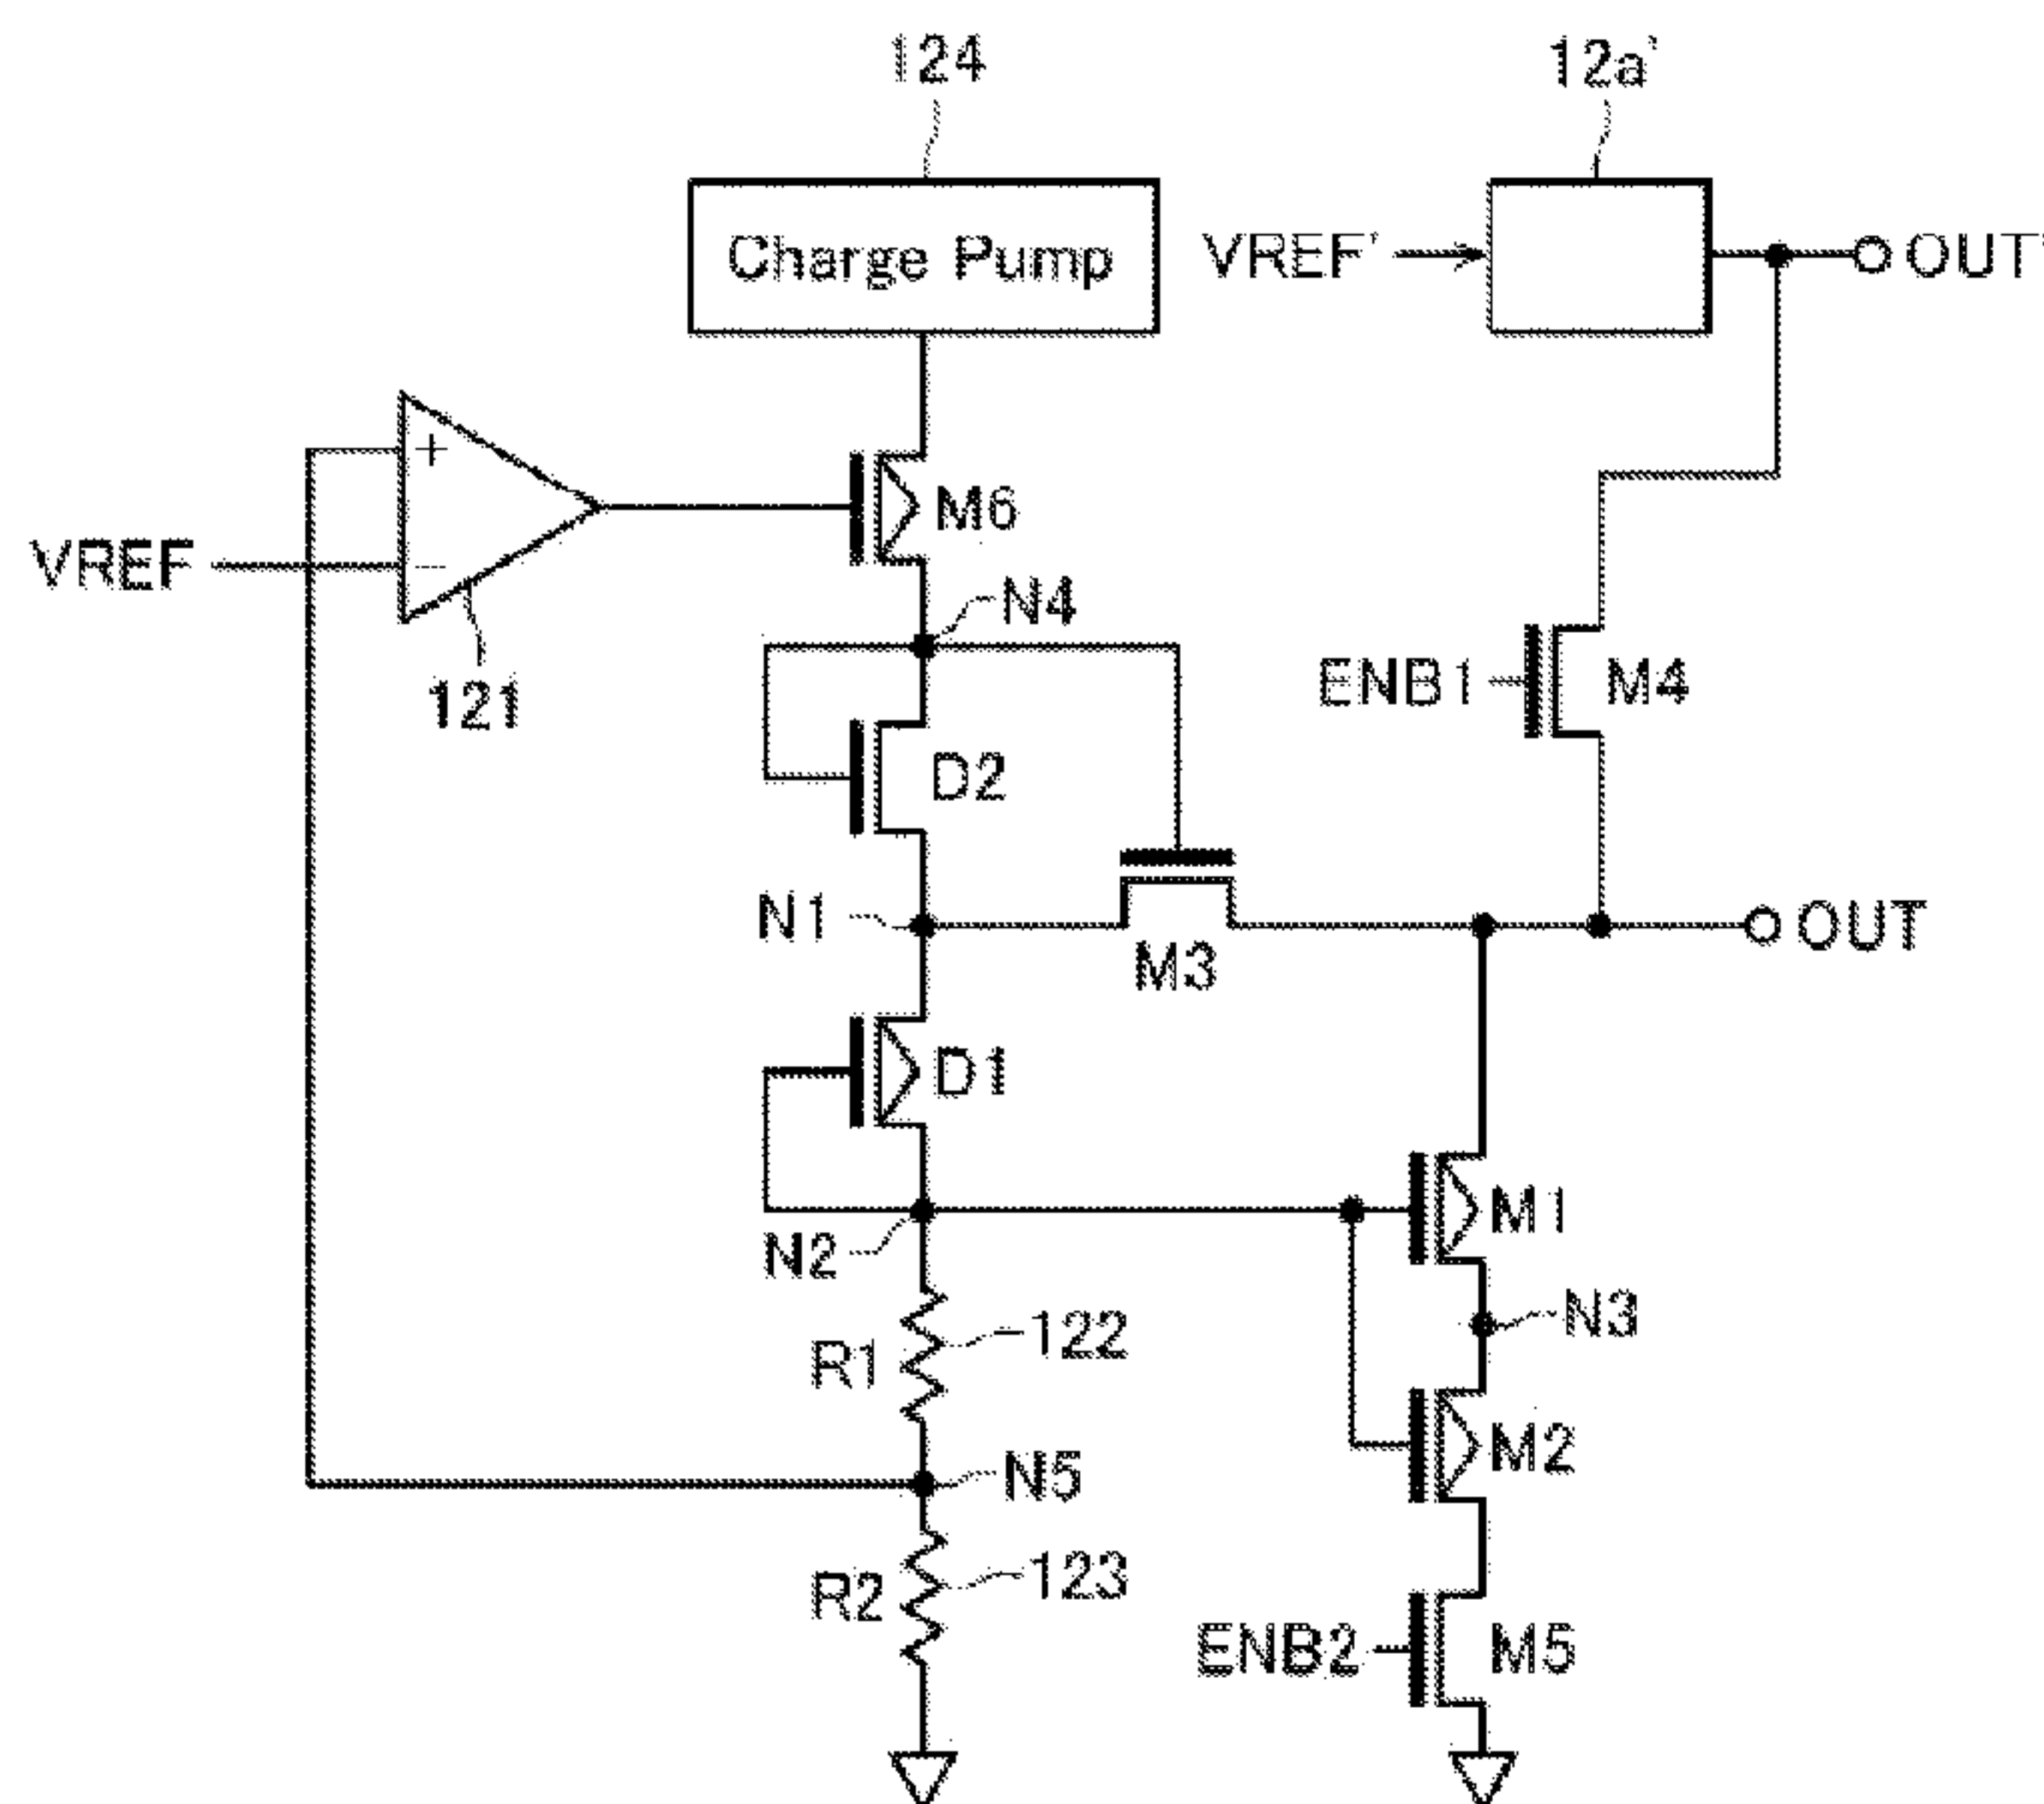 124
12a'
Charge Pump
VREF'
OUT'
+
M6
VREF
−
N4
121
ENB1
M4
D2
N1
OUT
M3
D1
M1
N2
N3
122
R1
M2
N5
123
R2
ENB2
M5